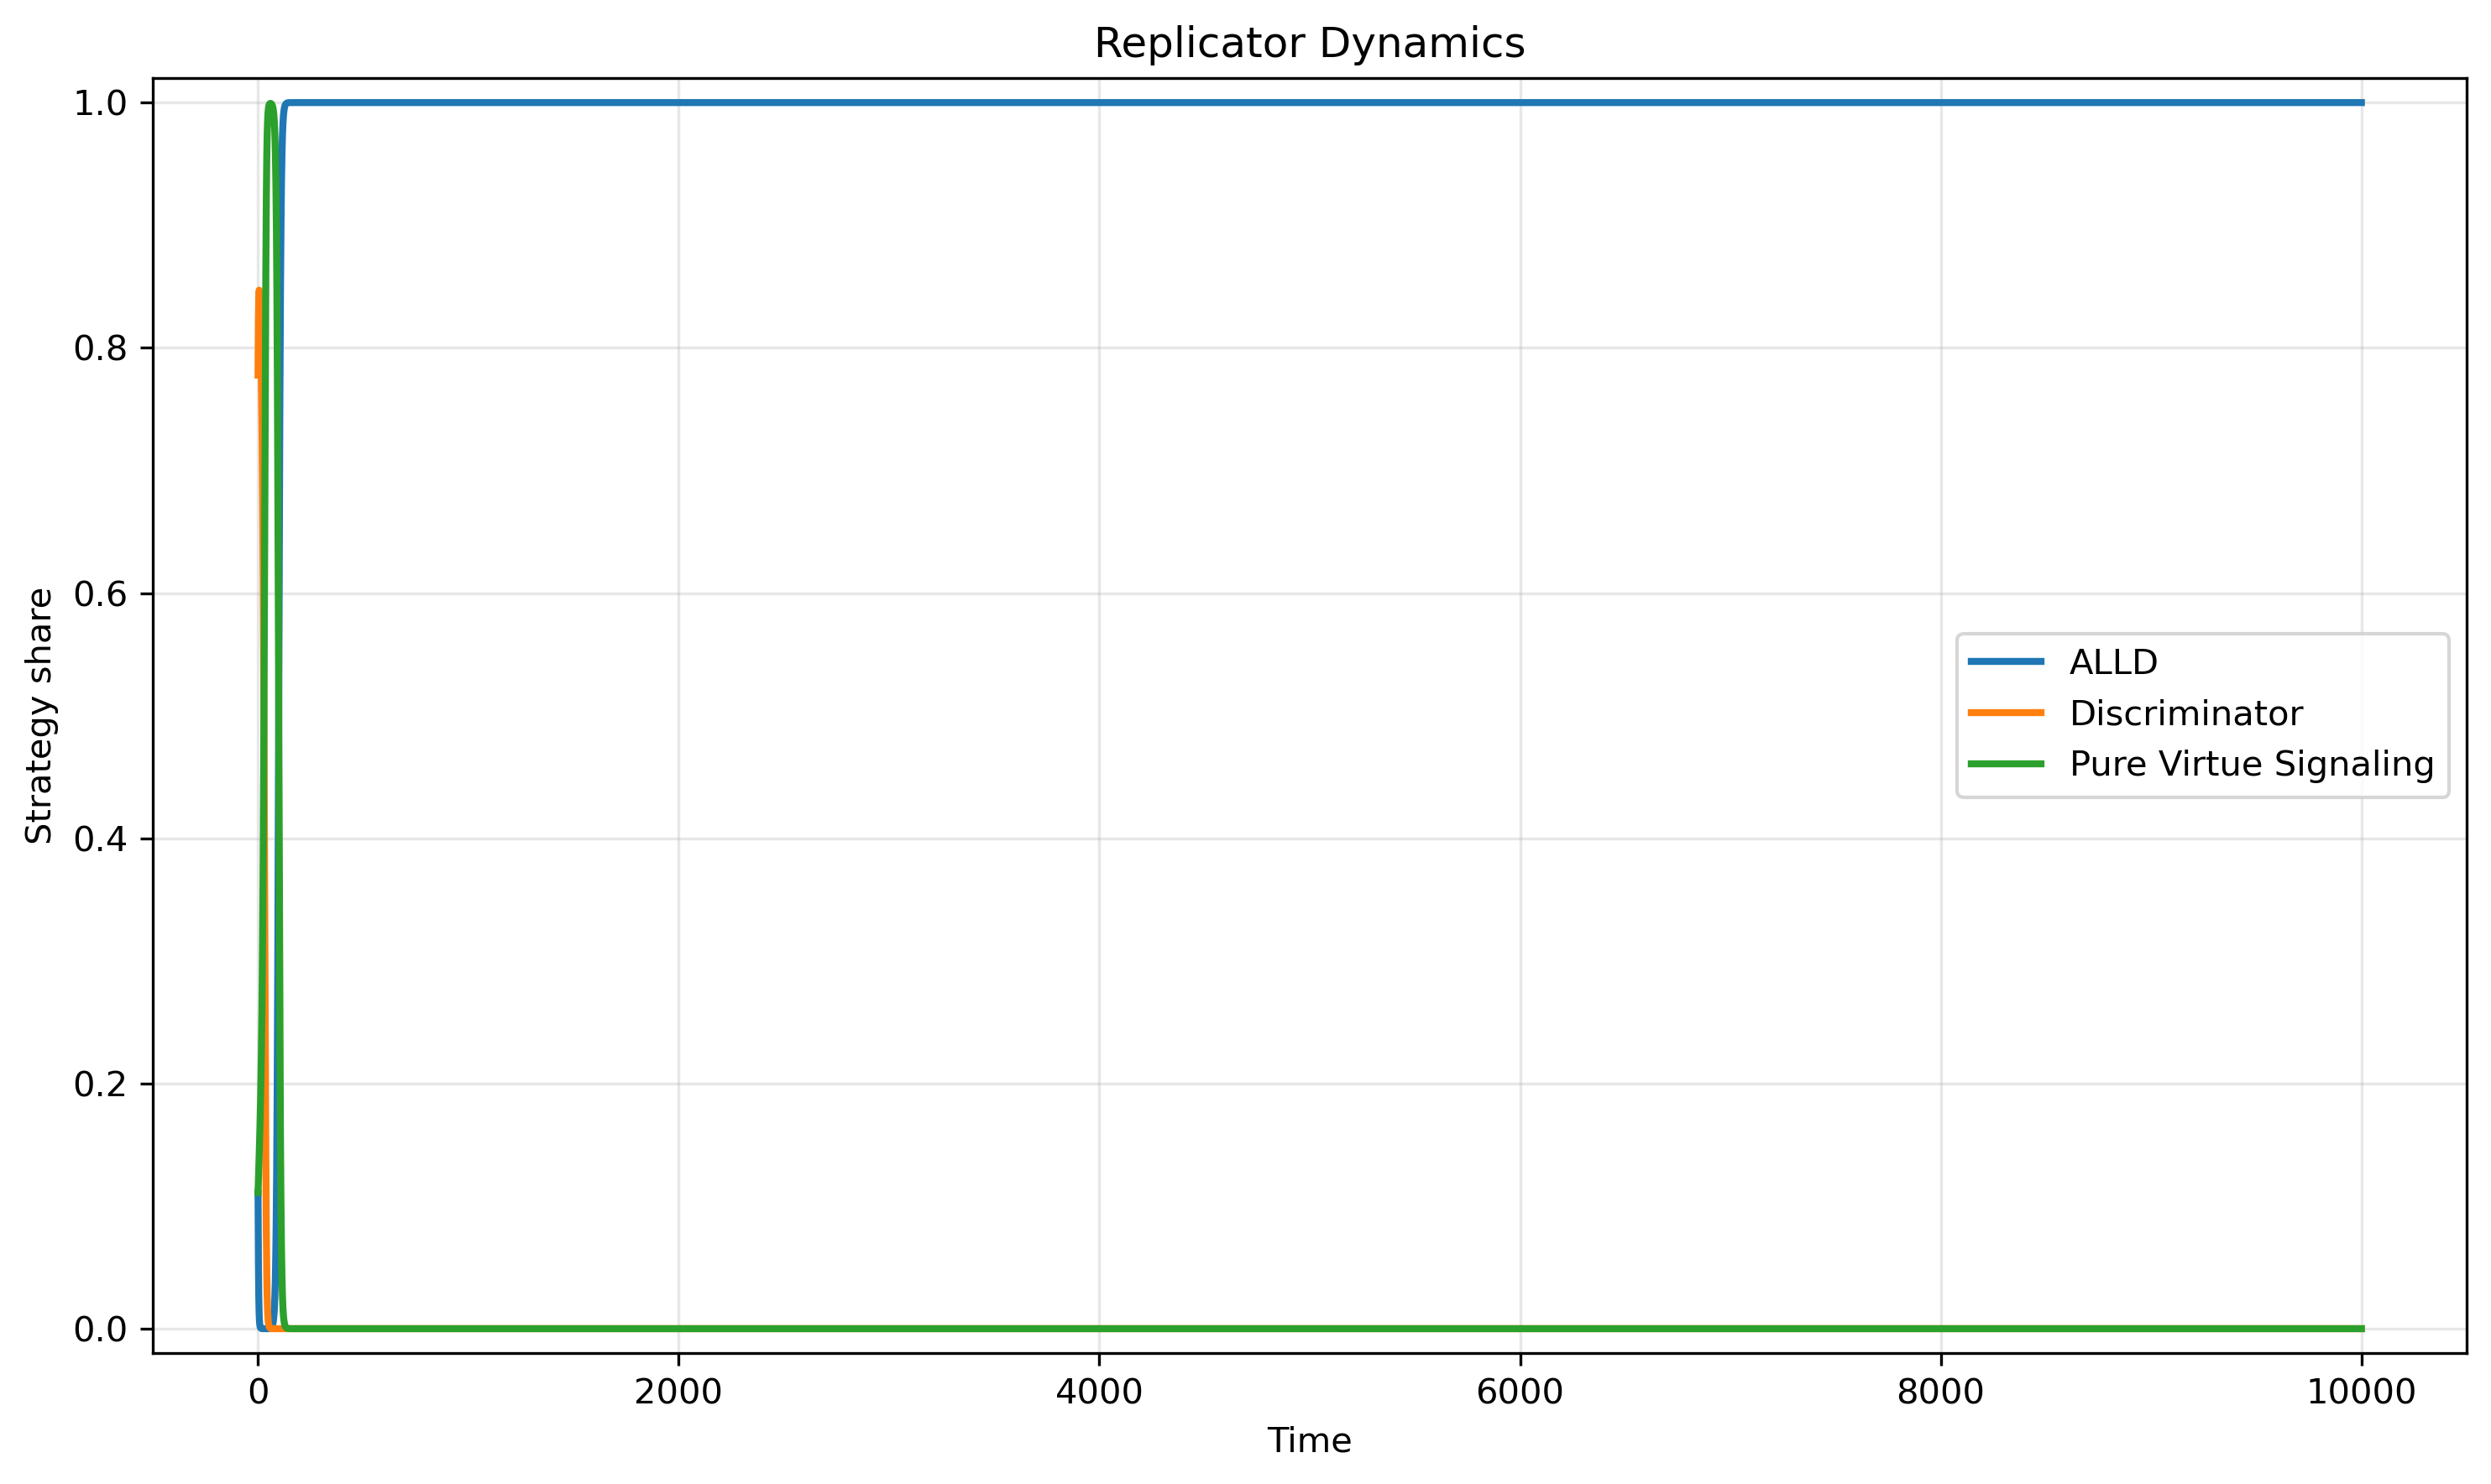 Replicator Dynamics
Strategy share
1.0
0.8
0.6
0.4
0.2
0.0
ALLD
Discriminator
Pure Virtue Signaling
0 2000 4000 6000 8000 10000
Time